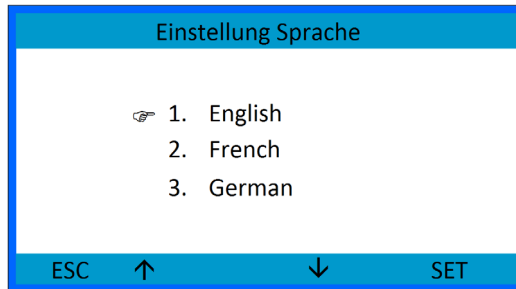 Einstellung Sprache
☞ 1. English
2. French
3. German
ESC ↑ ↓ SET